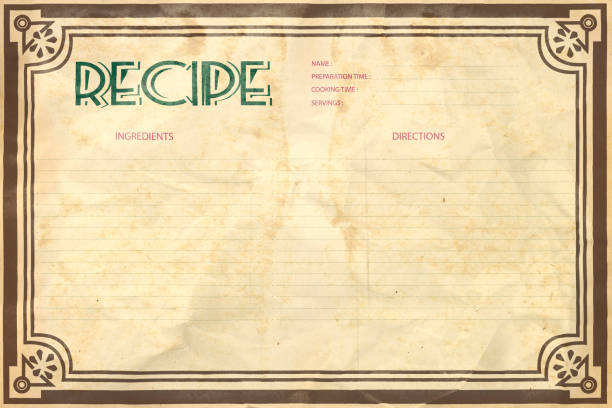 RECIPE
NAME :
PREPARATION TIME :
COOKING TIME :
SERVINGS :
INGREDIENTS
DIRECTIONS